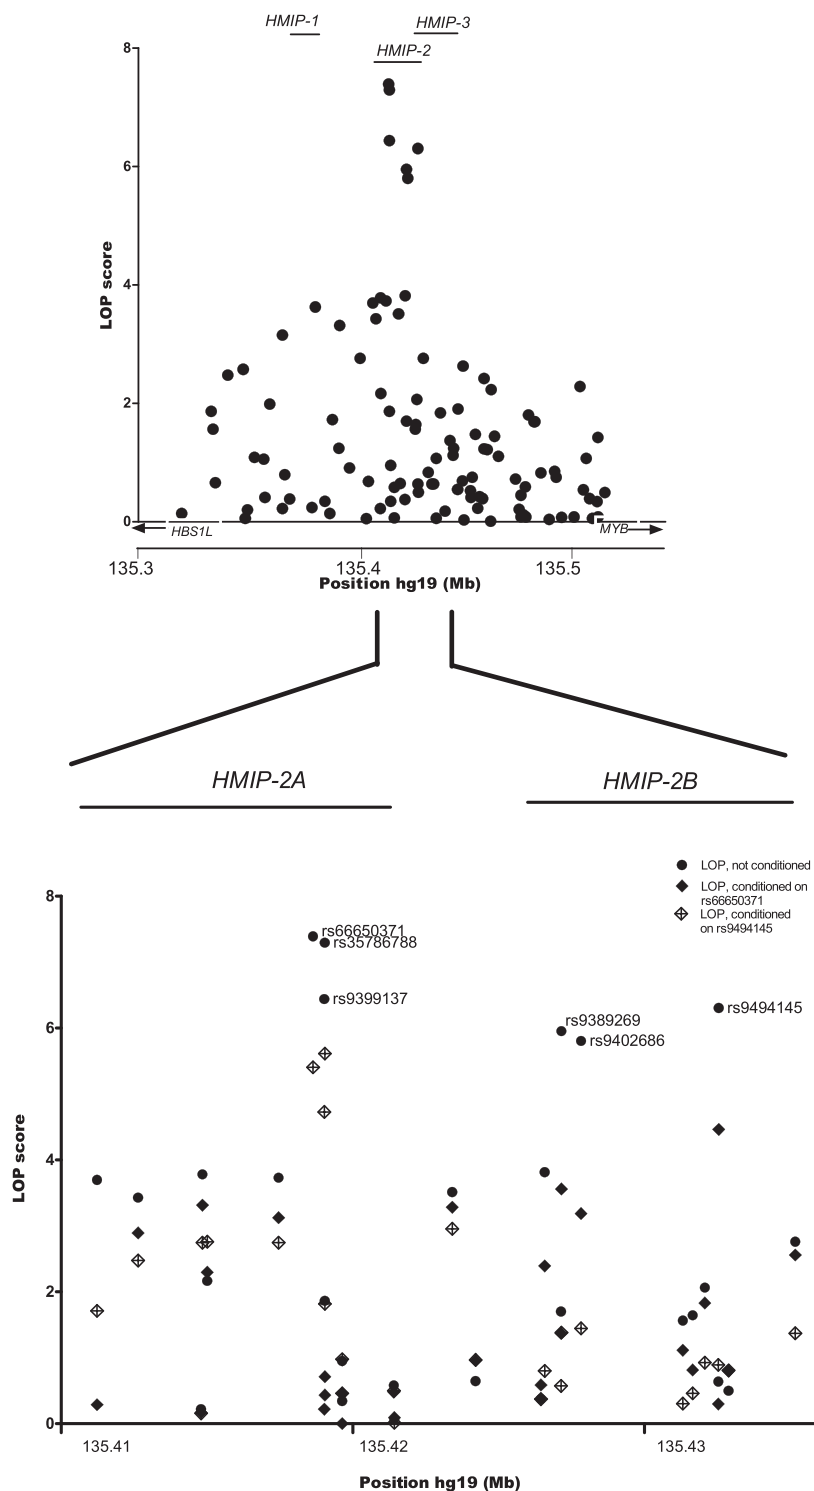 HMIP-1
HMIP-3
HMIP-2
8
6
4
2
0
LOP score
HBS1L
MYB
135.3
135.4
135.5
Position hg19 (Mb)
HMIP-2A
HMIP-2B
LOP, not conditioned
LOP, conditioned on
rs66650371
LOP, conditioned
on rs9494145
8
6
4
2
0
LOP score
rs66650371
rs35786788
rs9399137
rs9389269
rs9402686
rs9494145
135.41
135.42
135.43
Position hg19 (Mb)